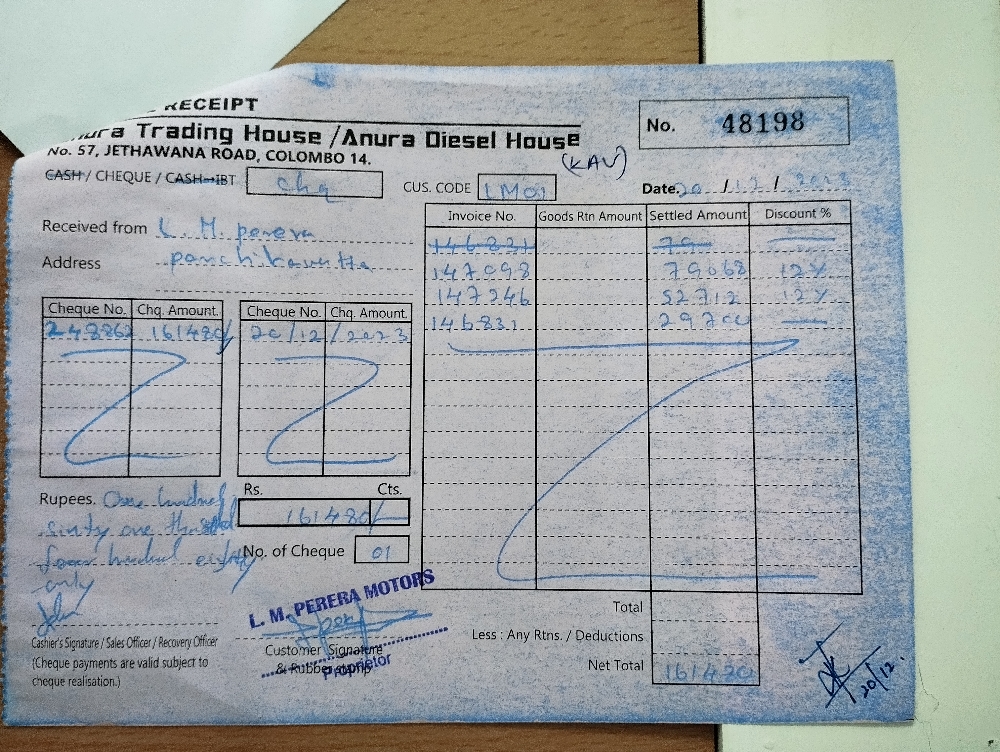 RECEIPT
Anura Trading House / Anura Diesel House
No. 57, JETHAWANA ROAD, COLOMBO 14.
(KAV)
No. 48198
CASH / CHEQUE / CASH-IBT chq
CUS. CODE LM01
Date. 20/12/2023
Received from L. M. perera
Address panchikawatta
Invoice No. Goods Rtn Amount Settled Amount Discount %
146831 79
147098 79068 12%
147246 52712 12%
146831 29700
Cheque No. Chq. Amount. Cheque No. Chq. Amount.
161480/ 20/12/2023
Rupees. One hundred
sixty one thousand
four hundred eighty
only
Rs. Cts.
161480/-
No. of Cheque 01
L. M. PERERA MOTORS
Proprietor
Cashier's Signature / Sales Officer / Recovery Officer
(Cheque payments are valid subject to
cheque realisation.)
Customer Signature
& Rubber stamp
Total
Less : Any Rtns. / Deductions
Net Total 161480
20/12.